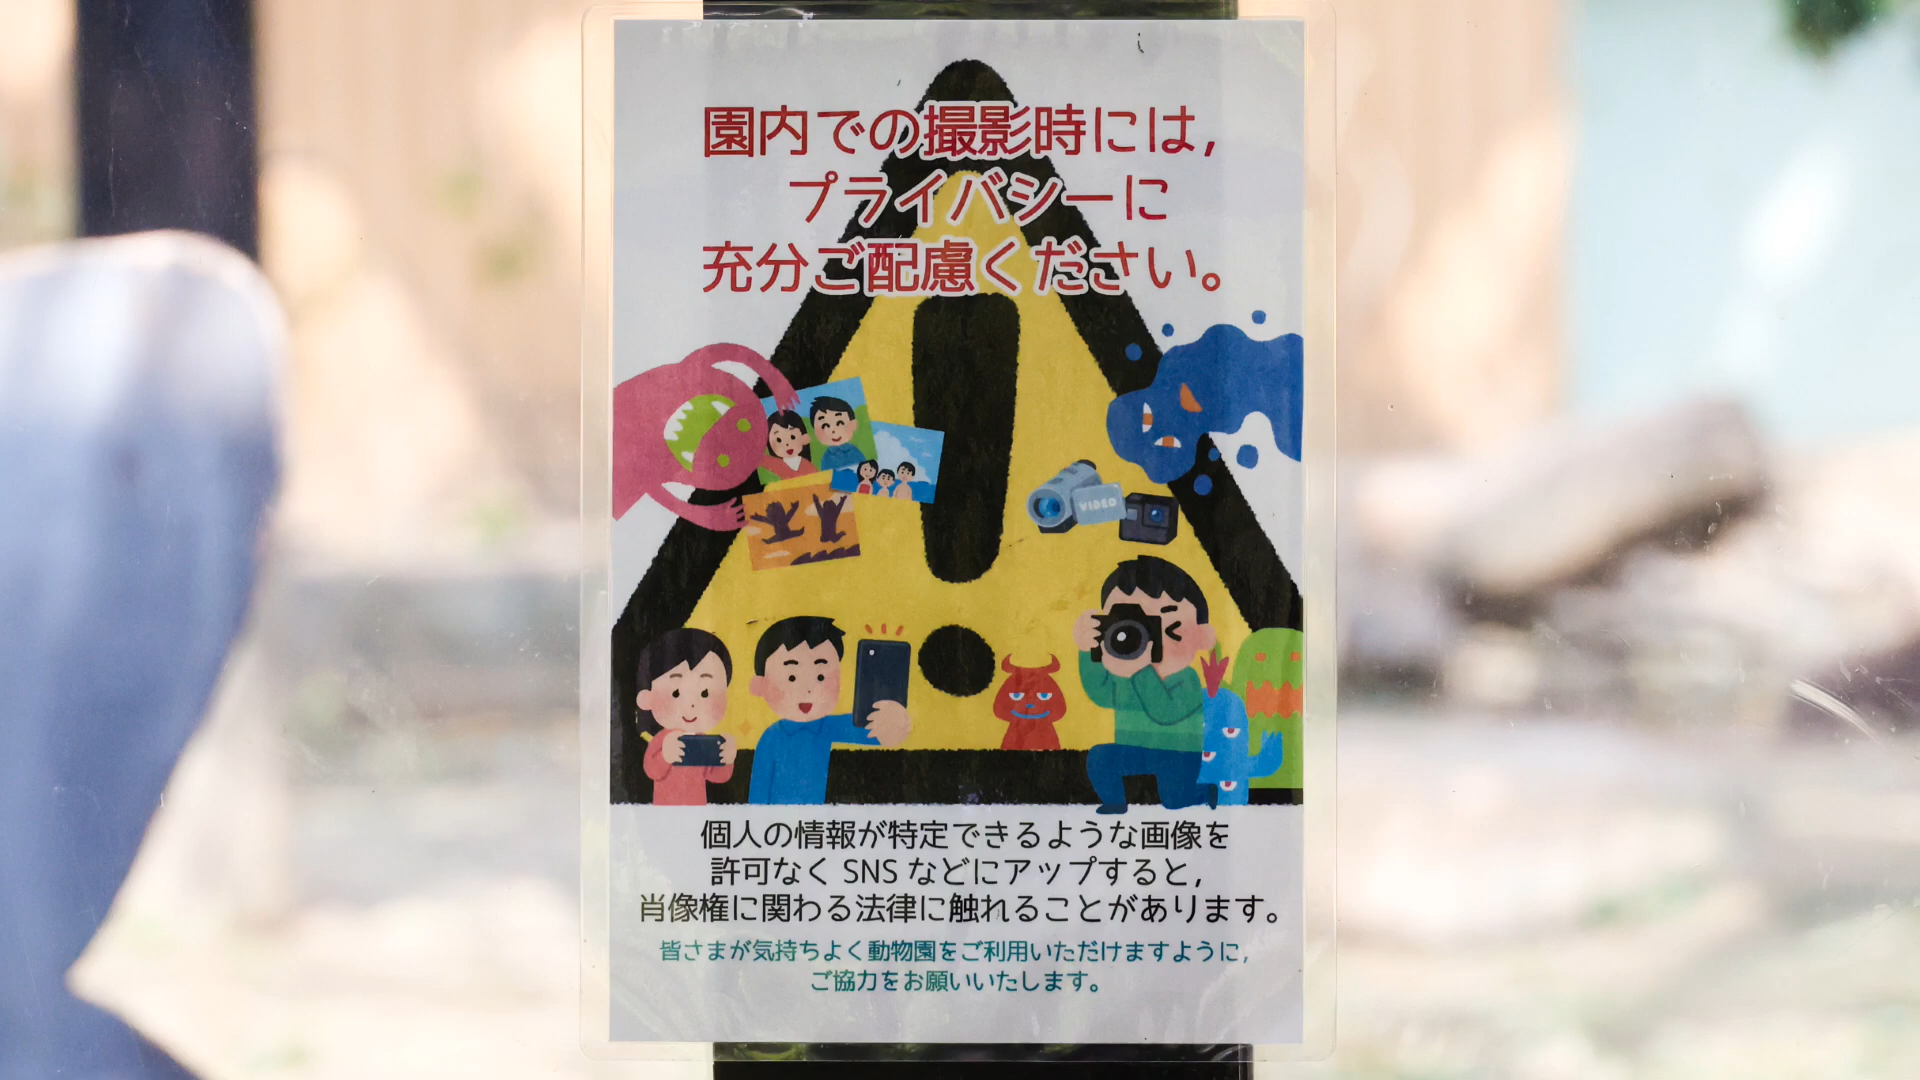 園内での撮影時には,
プライバシーに
充分ご配慮ください。
VIDEO
個人の情報が特定できるような画像を
許可なく SNS などにアップすると,
肖像権に関わる法律に触れることがあります。
皆さまが気持ちよく動物園をご利用いただけますように,
ご協力をお願いいたします。